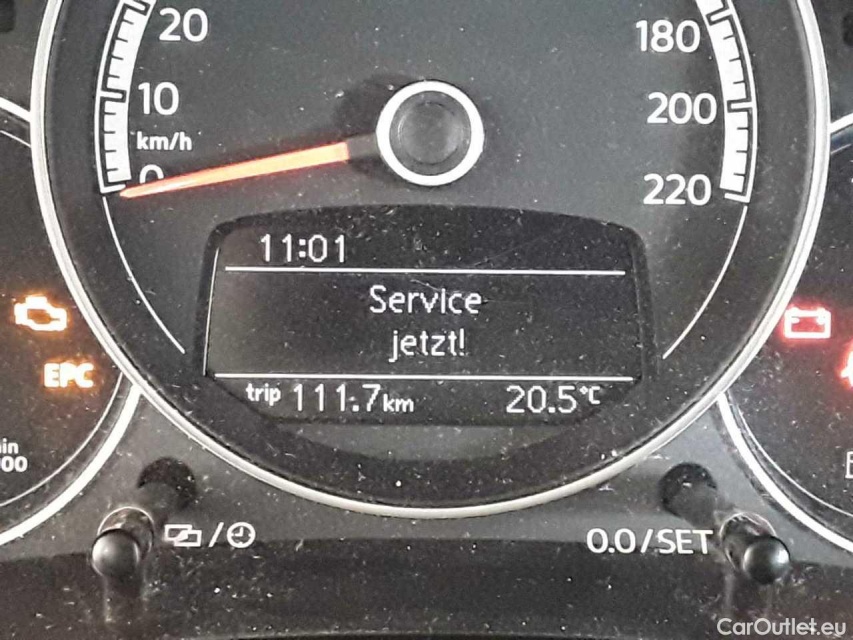 20
180
10
200
km/h
0
220
11:01
Service
jetzt!
EPC
trip 111.7km 20.5°C
0.0/SET
CarOutlet.eu